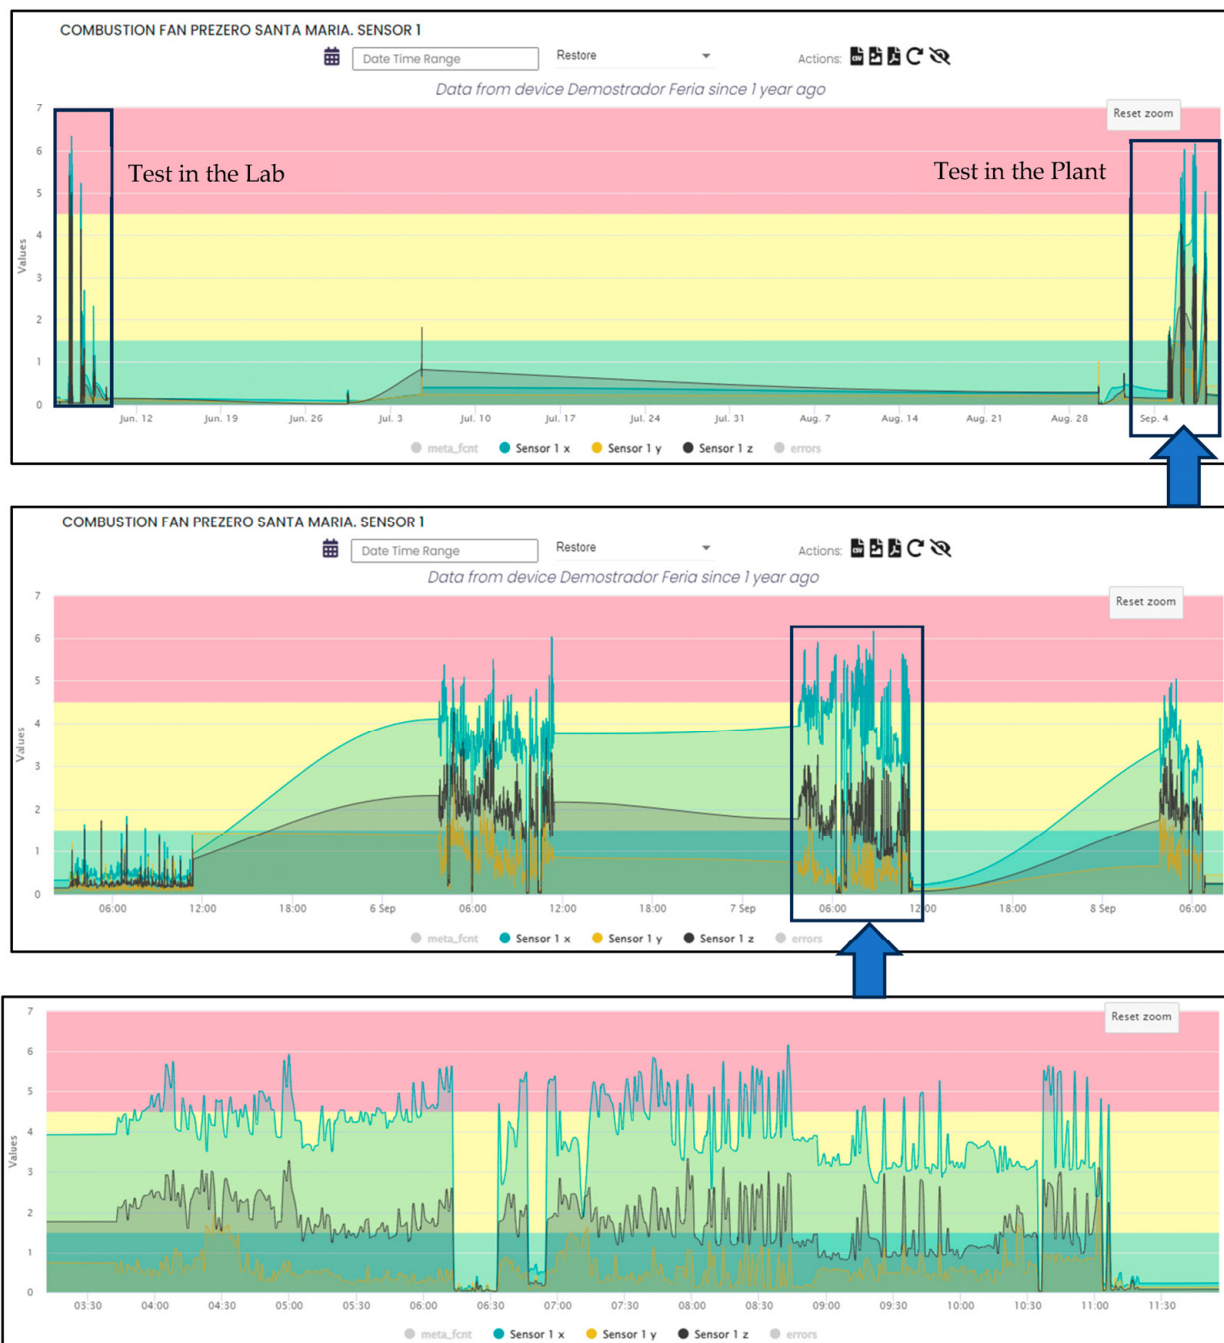 COMBUSTION FAN PREZERO SANTA MARIA. SENSOR 1
Date Time Range Restore Actions: CSV
Data from device Demostrador Feria since 1 year ago
Reset zoom
Test in the Lab Test in the Plant
Values
7
6
5
4
3
2
1
0
Jun. 12 Jun. 19 Jun. 26 Jul. 3 Jul. 10 Jul. 17 Jul. 24 Jul. 31 Aug. 7 Aug. 14 Aug. 21 Aug. 28 Sep. 4
meta_fcnt Sensor 1 x Sensor 1 y Sensor 1 z errors
COMBUSTION FAN PREZERO SANTA MARIA. SENSOR 1
Date Time Range Restore Actions: CSV
Data from device Demostrador Feria since 1 year ago
Reset zoom
Values
7
6
5
4
3
2
1
0
06:00 12:00 18:00 6 Sep 06:00 12:00 18:00 7 Sep 06:00 12:00 18:00 8 Sep 06:00
meta_fcnt Sensor 1 x Sensor 1 y Sensor 1 z errors
Reset zoom
Values
7
6
5
4
3
2
1
0
03:30 04:00 04:30 05:00 05:30 06:00 06:30 07:00 07:30 08:00 08:30 09:00 09:30 10:00 10:30 11:00 11:30
meta_fcnt Sensor 1 x Sensor 1 y Sensor 1 z errors